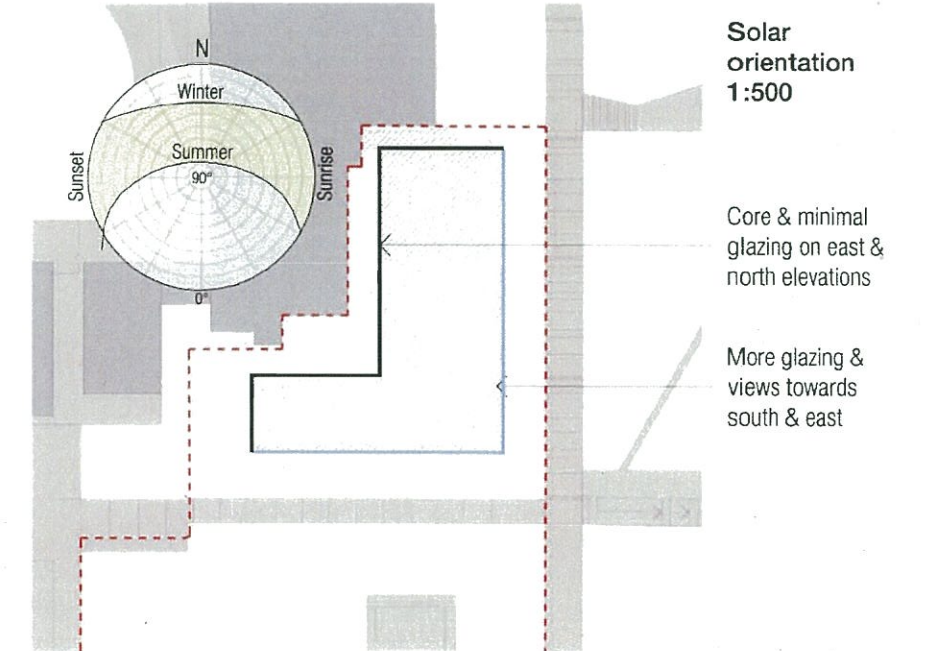 Solar
orientation
1:500
N
Winter
Summer
90°
Sunset
Sunrise
0°
Core & minimal
glazing on east &
north elevations
More glazing &
views towards
south & east